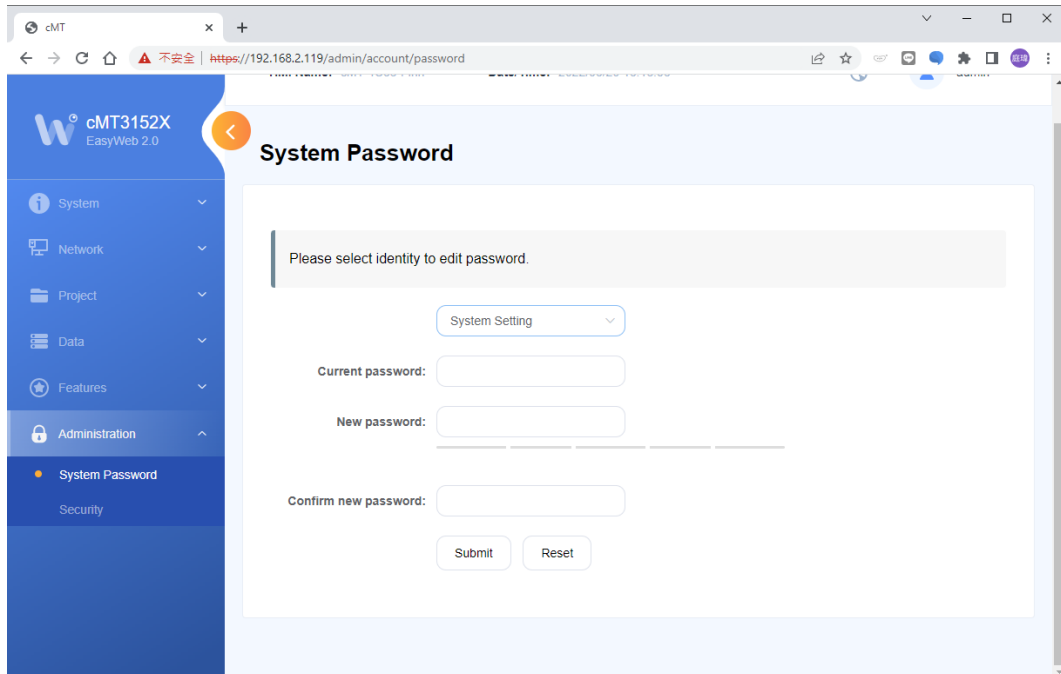 cMT
不安全 https://192.168.2.119/admin/account/password
cMT3152X
EasyWeb 2.0
admin
System Password
System
Network
Project
Data
Features
Administration
System Password
Security
Please select identity to edit password.
System Setting
Current password:
New password:
Confirm new password:
Submit
Reset